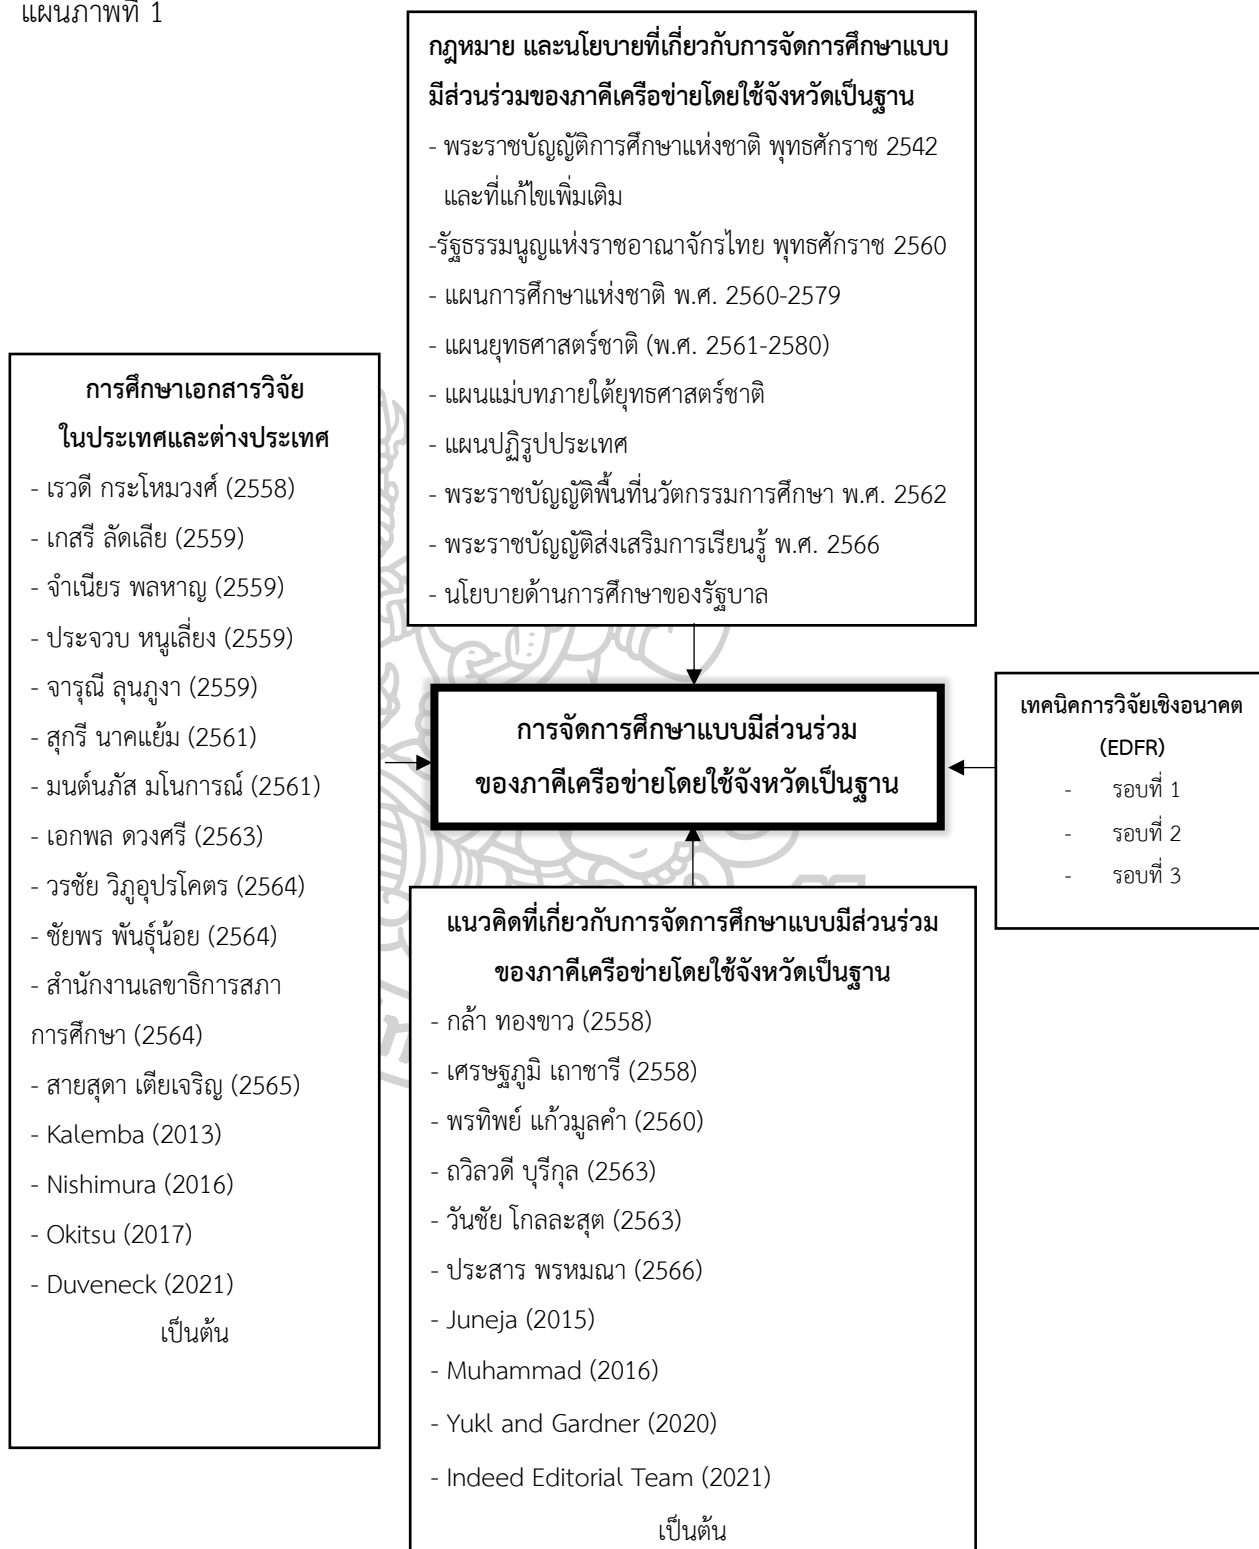 แผนภาพที่ 1
กฎหมาย และนโยบายที่เกี่ยวกับการจัดการศึกษาแบบ
มีส่วนร่วมของภาคีเครือข่ายโดยใช้จังหวัดเป็นฐาน
- พระราชบัญญัติการศึกษาแห่งชาติ พุทธศักราช 2542
และที่แก้ไขเพิ่มเติม
-รัฐธรรมนูญแห่งราชอาณาจักรไทย พุทธศักราช 2560
- แผนการศึกษาแห่งชาติ พ.ศ. 2560-2579
- แผนยุทธศาสตร์ชาติ (พ.ศ. 2561-2580)
- แผนแม่บทภายใต้ยุทธศาสตร์ชาติ
- แผนปฏิรูปประเทศ
- พระราชบัญญัติพื้นที่นวัตกรรมการศึกษา พ.ศ. 2562
- พระราชบัญญัติส่งเสริมการเรียนรู้ พ.ศ. 2566
- นโยบายด้านการศึกษาของรัฐบาล
การศึกษาเอกสารวิจัย
ในประเทศและต่างประเทศ
- เรวดี กระโหมวงศ์ (2558)
- เกสรี ลัดเลีย (2559)
- จำเนียร พลหาญ (2559)
- ประจวบ หนูเลี่ยง (2559)
- จารุณี ลุนภูงา (2559)
- สุกรี นาคแย้ม (2561)
- มนต์นภัส มโนการณ์ (2561)
- เอกพล ดวงศรี (2563)
- วรชัย วิภูอุปรโคตร (2564)
- ชัยพร พันธุ์น้อย (2564)
- สำนักงานเลขาธิการสภา
การศึกษา (2564)
- สายสุดา เตียเจริญ (2565)
- Kalemba (2013)
- Nishimura (2016)
- Okitsu (2017)
- Duveneck (2021)
เป็นต้น
การจัดการศึกษาแบบมีส่วนร่วม
ของภาคีเครือข่ายโดยใช้จังหวัดเป็นฐาน
เทคนิคการวิจัยเชิงอนาคต
(EDFR)
- รอบที่ 1
- รอบที่ 2
- รอบที่ 3
แนวคิดที่เกี่ยวกับการจัดการศึกษาแบบมีส่วนร่วม
ของภาคีเครือข่ายโดยใช้จังหวัดเป็นฐาน
- กล้า ทองขาว (2558)
- เศรษฐภูมิ เถาชารี (2558)
- พรทิพย์ แก้วมูลคำ (2560)
- ถวิลวดี บุรีกุล (2563)
- วันชัย โกลละสุต (2563)
- ประสาร พรหมณา (2566)
- Juneja (2015)
- Muhammad (2016)
- Yukl and Gardner (2020)
- Indeed Editorial Team (2021)
เป็นต้น